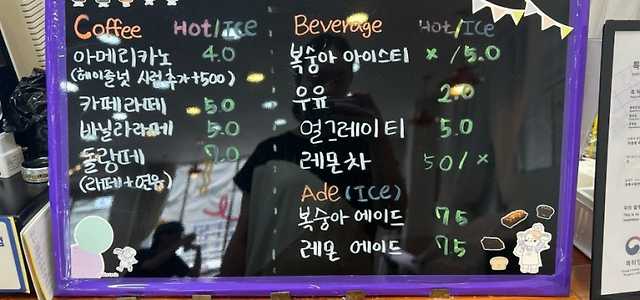 Coffee Hot/Ice
아메리카노 4.0
(헤이즐넛 시럽추가+500)
카페라떼 5.0
바닐라라떼 5.0
돌랑떼 7.0
(라떼+연유)
Beverage Hot/Ice
복숭아 아이스티 x/5.0
우유 2.0
얼그레이티 5.0
레몬차 5.0/x
Ade (Ice)
복숭아 에이드 7.5
레몬 에이드 7.5